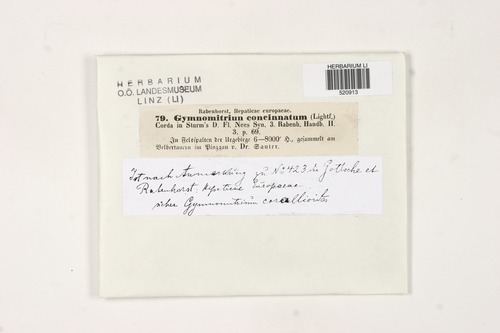 HERBARIUM
O.Ö. LANDESMUSEUM
LINZ (LI)
HERBARIUM LI
520913
Rabenhorst, Hepaticae europaeae.
79. Gymnomitrium concinnatum (Lightf.)
Corda in Sturm's D. Fl. Nees Syn. 3. Rabenh. Handb. II.
3. p. 69.
In Felsspalten der Urgebirge 6—8000' H., gesammelt am
Velbertauern im Pinzgau v. Dr. Sauter.
Ist nach Anmerkung zu No 423 in Gottsche et
Rabenhorst, Hepaticae Europaeae
sicher Gymnomitrium corallioides